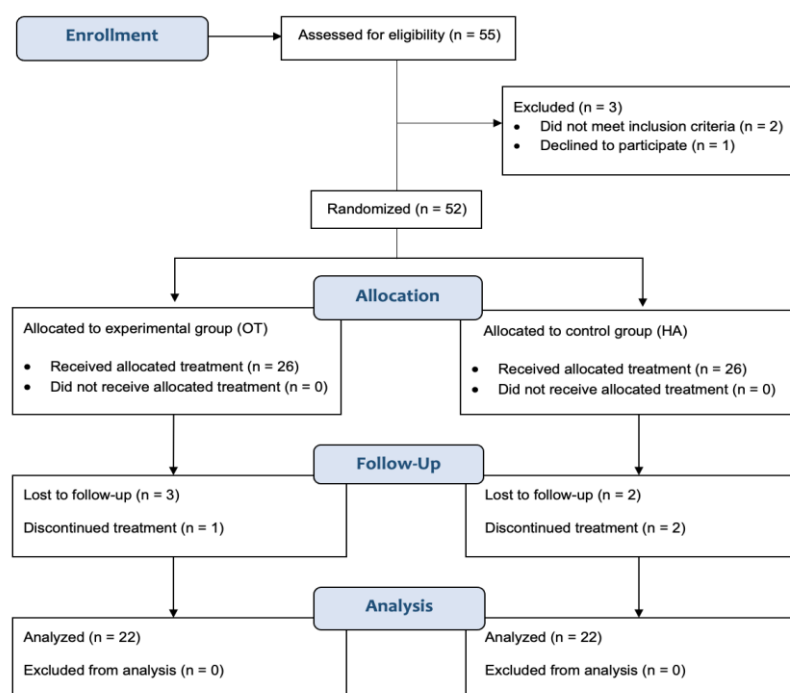 Enrollment
Assessed for eligibility (n = 55)
Excluded (n = 3)
• Did not meet inclusion criteria (n = 2)
• Declined to participate (n = 1)
Randomized (n = 52)
Allocation
Allocated to experimental group (OT)
• Received allocated treatment (n = 26)
• Did not receive allocated treatment (n = 0)
Allocated to control group (HA)
• Received allocated treatment (n = 26)
• Did not receive allocated treatment (n = 0)
Follow-Up
Lost to follow-up (n = 3)
Discontinued treatment (n = 1)
Lost to follow-up (n = 2)
Discontinued treatment (n = 2)
Analysis
Analyzed (n = 22)
Excluded from analysis (n = 0)
Analyzed (n = 22)
Excluded from analysis (n = 0)